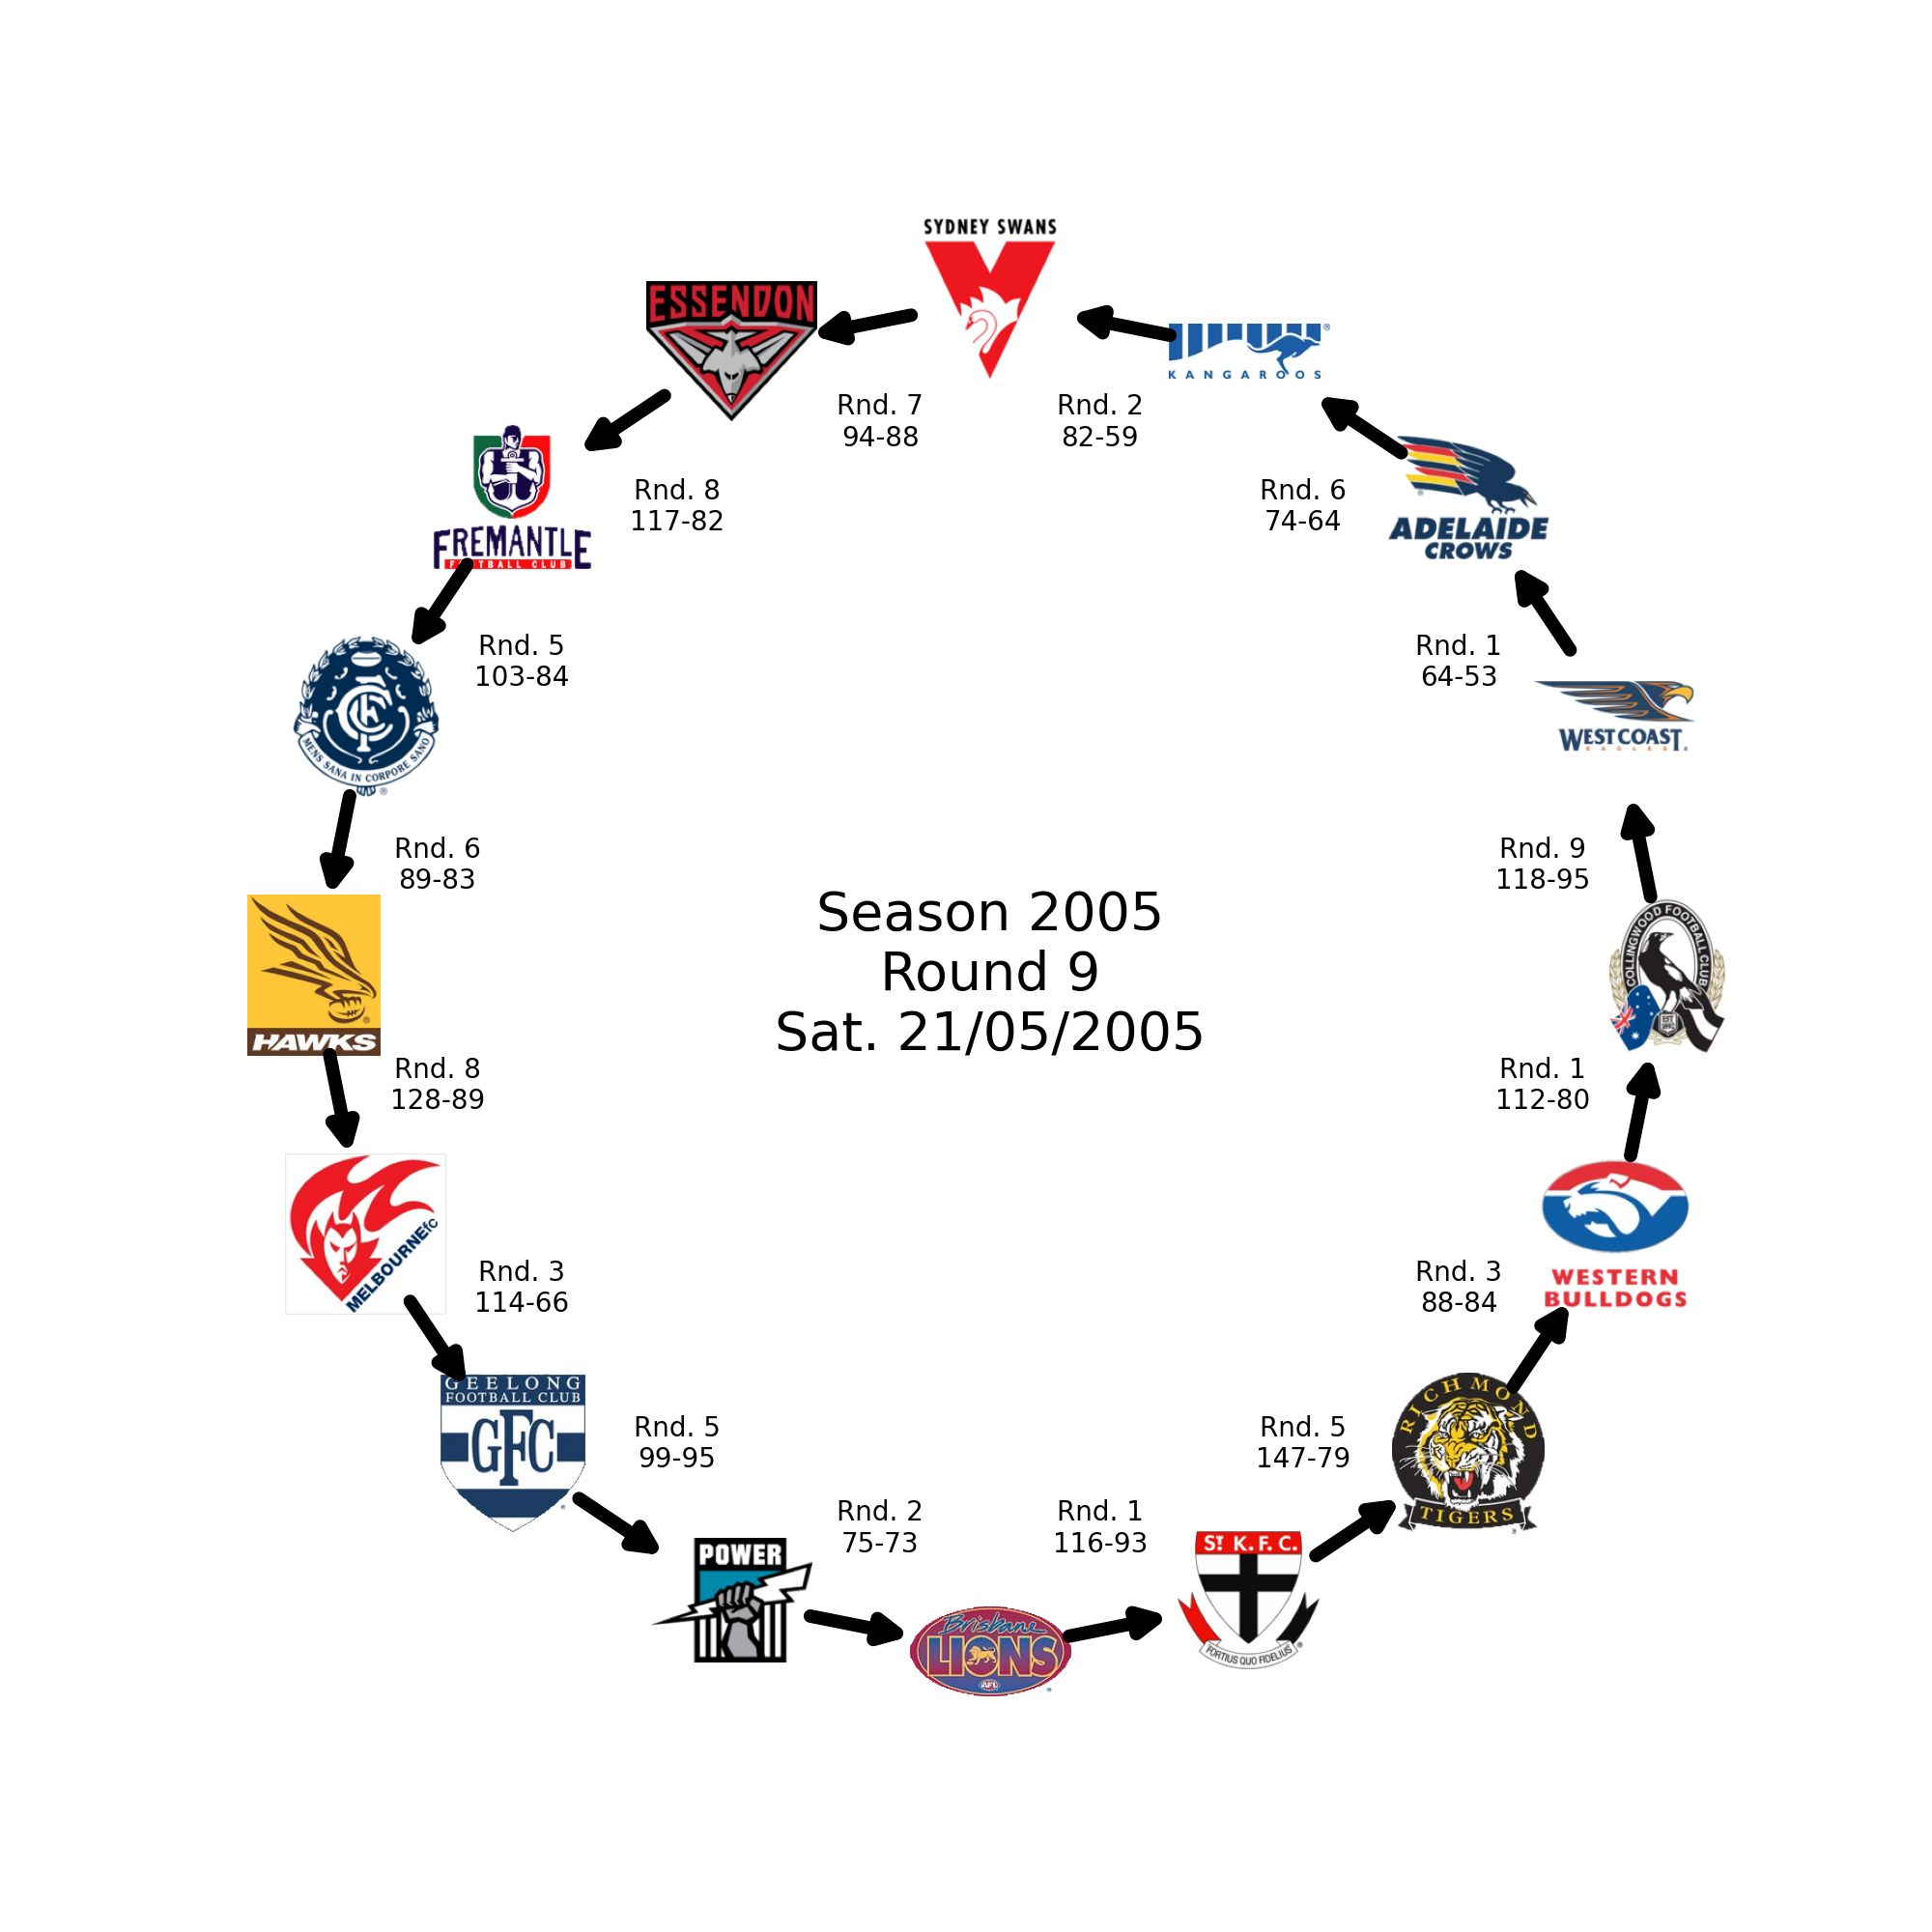 SYDNEY SWANS
ESSENDON
KANGAROOS
Rnd. 7
94-88
Rnd. 2
82-59
FREMANTLE
FOOTBALL CLUB
Rnd. 8
117-82
Rnd. 6
74-64
ADELAIDE
CROWS
Rnd. 5
103-84
Rnd. 1
64-53
CFC
MENS SANA IN CORPORE SANO
WEST COAST
EAGLES
Rnd. 6
89-83
Rnd. 9
118-95
HAWKS
Season 2005
Round 9
Sat. 21/05/2005
COLLINGWOOD FOOTBALL CLUB
EST. 1892
Rnd. 8
128-89
Rnd. 1
112-80
MELBOURNEfc
WESTERN
BULLDOGS
Rnd. 3
114-66
Rnd. 3
88-84
GEELONG
FOOTBALL CLUB
GFC
Rnd. 5
99-95
Rnd. 5
147-79
RICHMOND
TIGERS
POWER
Rnd. 2
75-73
Rnd. 1
116-93
ST K.F.C.
FORTIUS QUO FIDELIUS
Brisbane
LIONS
AFL